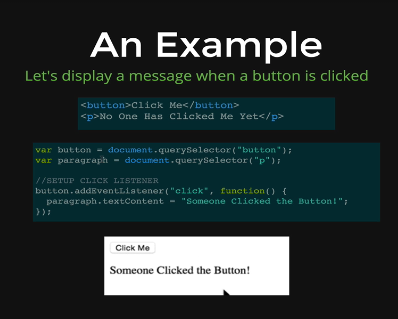 An Example
Let's display a message when a button is clicked
<button>Click Me</button>
<p>No One Has Clicked Me Yet</p>
var button = document.querySelector("button");
var paragraph = document.querySelector("p");
//SETUP CLICK LISTENER
button.addEventListener("click", function() {
  paragraph.textContent = "Someone Clicked the Button!";
});
Click Me
Someone Clicked the Button!